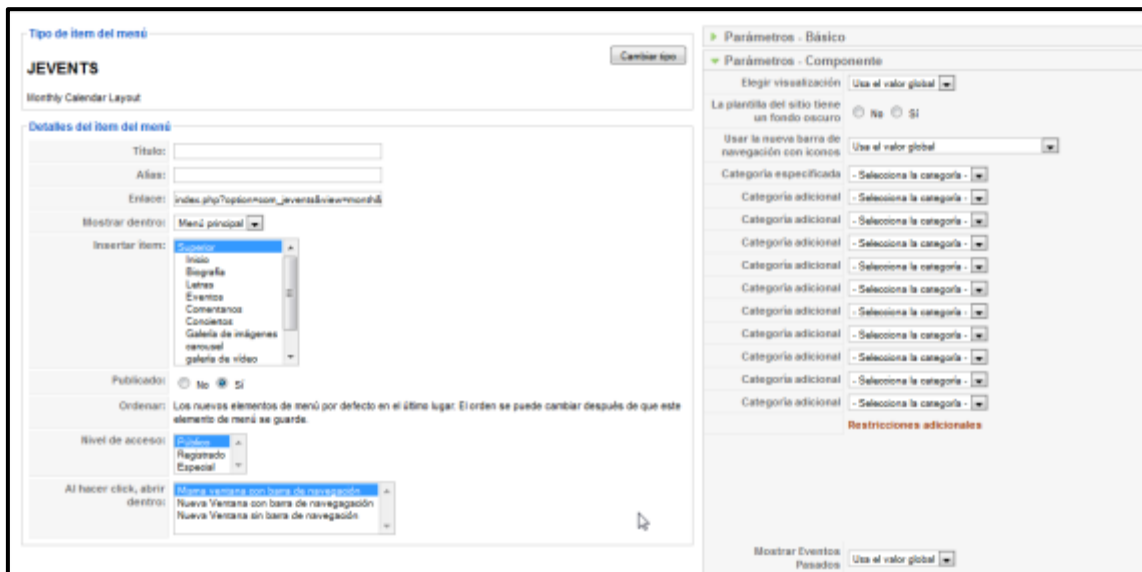 Tipo de ítem del menú
Cambiar tipo
JEVENTS
Monthly Calendar Layout
Detalles del ítem del menú
Título:
Alias:
Enlace: index.php?option=com_jevents&view=month&
Mostrar dentro: Menú principal
Insertar ítem: Superior
Inicio
Biografía
Letras
Eventos
Comentarios
Conciertos
Galería de imágenes
carousel
galería de vídeo
Publicado: No Sí
Ordenar: Los nuevos elementos de menú por defecto en el último lugar. El orden se puede cambiar después de que este
elemento de menú se guarde.
Nivel de acceso: Público
Registrado
Especial
Al hacer click, abrir
dentro:
Misma ventana con barra de navegación
Nueva Ventana con barra de navegagación
Nueva Ventana sin barra de navegación
Parámetros - Básico
Parámetros - Componente
Elegir visualización Usa el valor global
La plantilla del sitio tiene
un fondo oscuro No Sí
Usar la nueva barra de
navegación con iconos Usa el valor global
Categoría especificada - Selecciona la categoría -
Categoría adicional - Selecciona la categoría -
Categoría adicional - Selecciona la categoría -
Categoría adicional - Selecciona la categoría -
Categoría adicional - Selecciona la categoría -
Categoría adicional - Selecciona la categoría -
Categoría adicional - Selecciona la categoría -
Categoría adicional - Selecciona la categoría -
Categoría adicional - Selecciona la categoría -
Categoría adicional - Selecciona la categoría -
Categoría adicional - Selecciona la categoría -
Restricciones adicionales
Mostrar Eventos
Pasados Usa el valor global